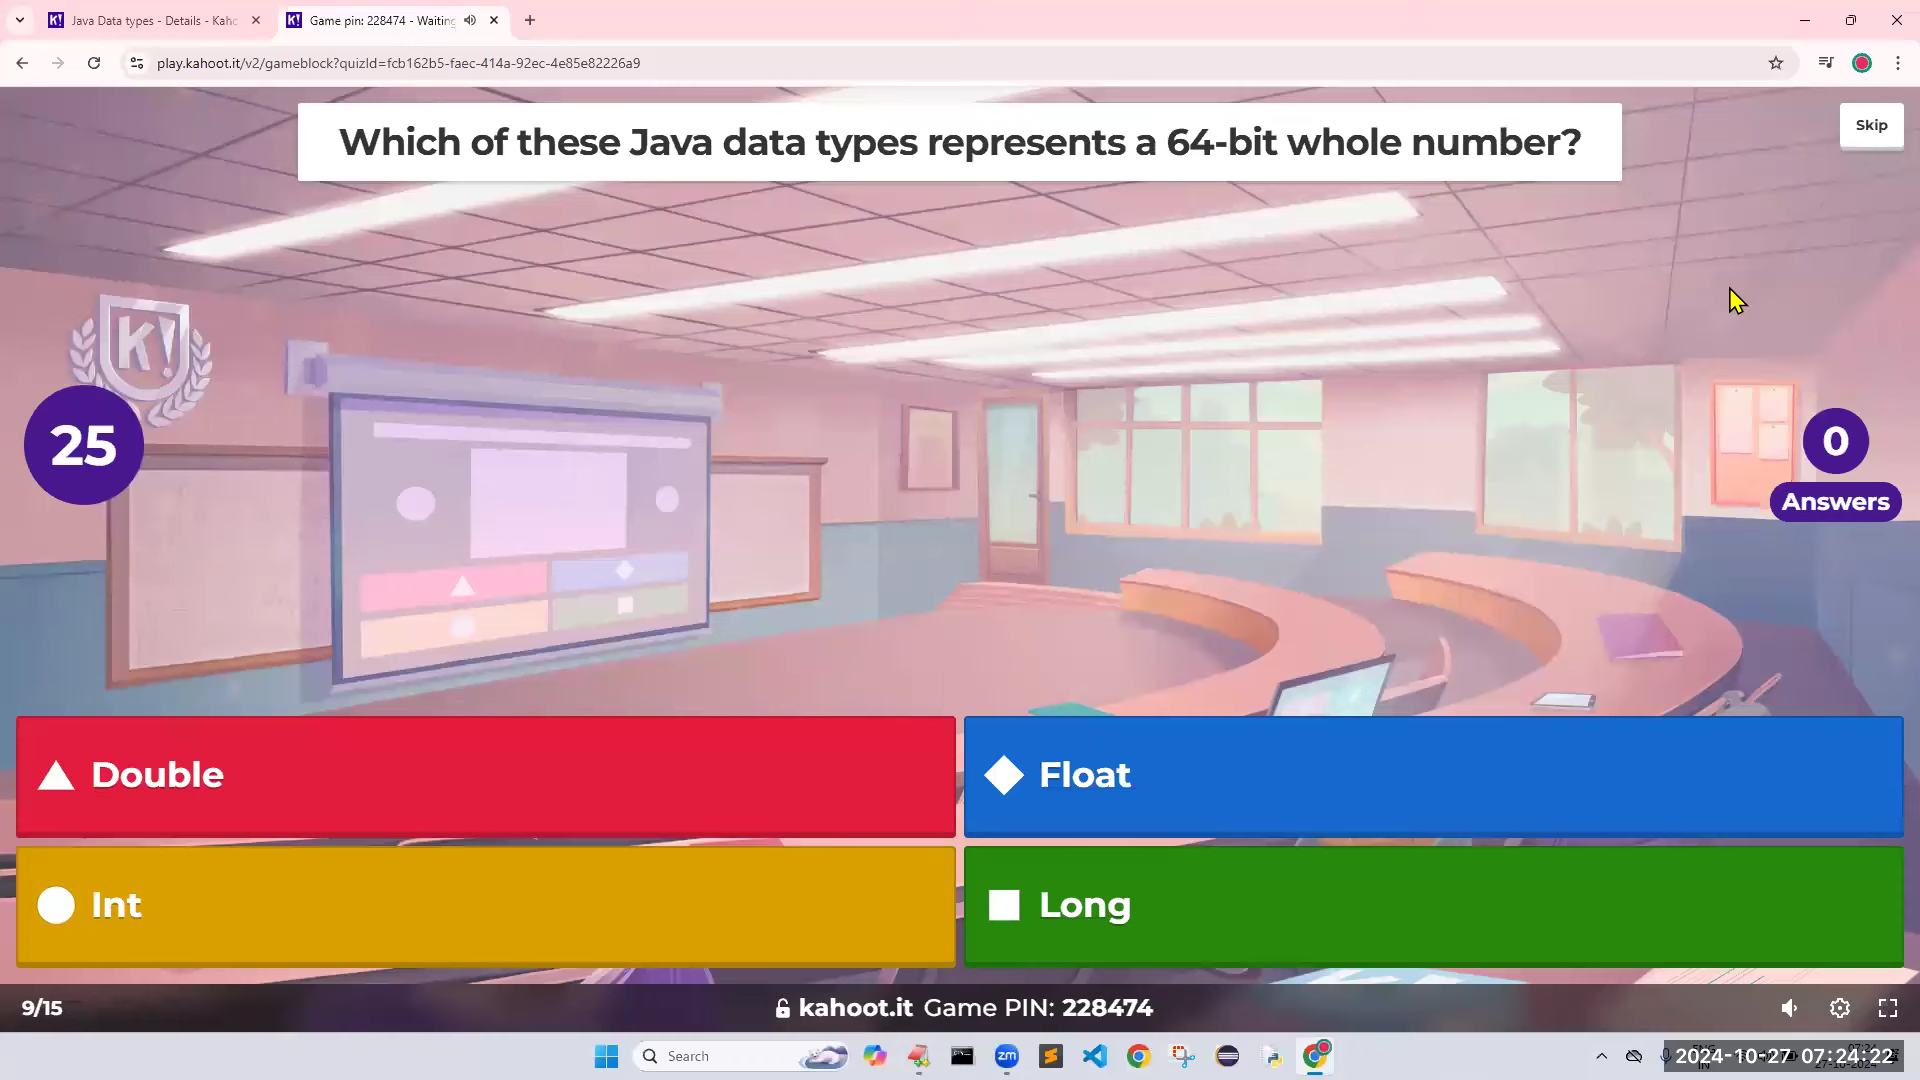 Java Data types - Details - Kaho
Game pin: 228474 - Waiting
play.kahoot.it/v2/gameblock?quizId=fcb162b5-faec-414a-92ec-4e85e82226a9
Which of these Java data types represents a 64-bit whole number?
Skip
K!
25
0
Answers
Double
Float
Int
Long
9/15
kahoot.it Game PIN: 228474
Search
zm
2024-10-27 07:24:22